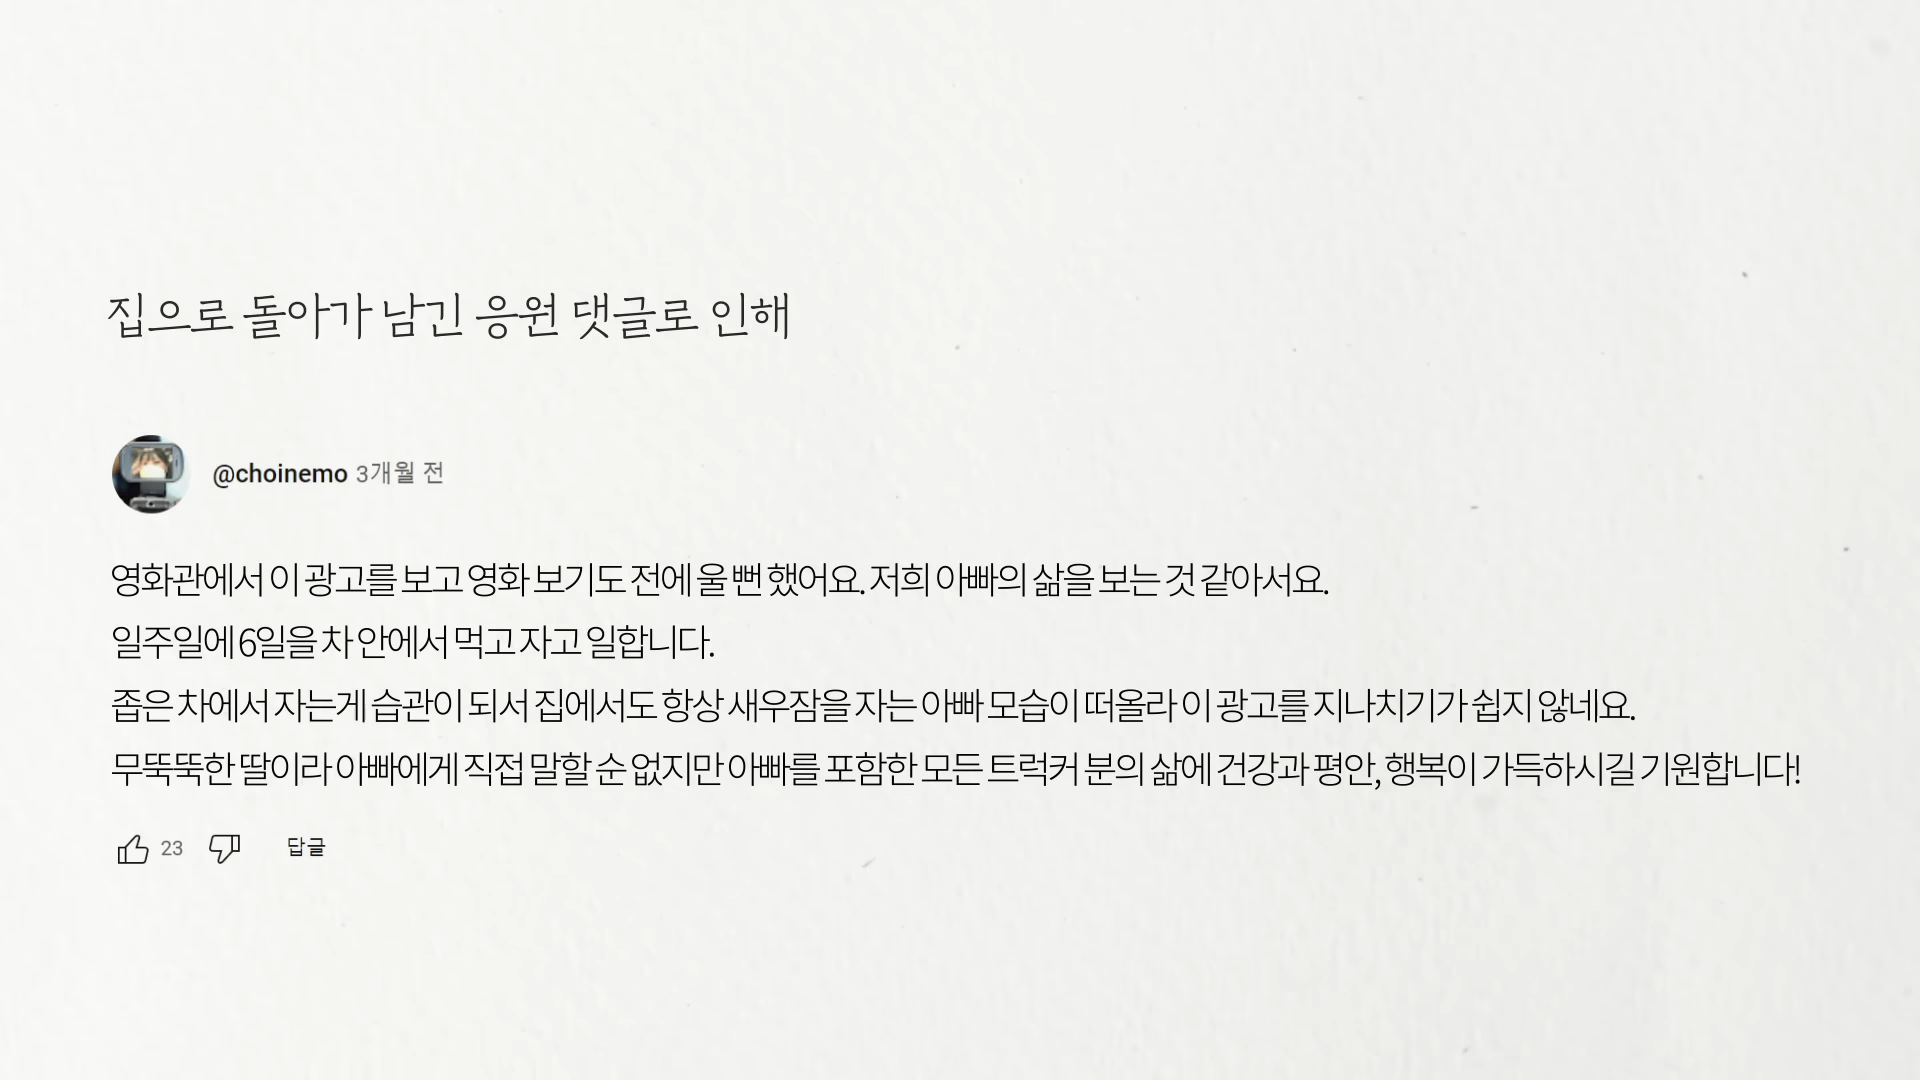 집으로 돌아가 남긴 응원 댓글로 인해
@choinemo 3개월 전
영화관에서 이 광고를 보고 영화 보기도 전에 울 뻔 했어요. 저희 아빠의 삶을 보는 것 같아서요.
일주일에 6일을 차 안에서 먹고 자고 일합니다.
좁은 차에서 자는게 습관이 되서 집에서도 항상 새우잠을 자는 아빠 모습이 떠올라 이 광고를 지나치기가 쉽지 않네요.
무뚝뚝한 딸이라 아빠에게 직접 말할 순 없지만 아빠를 포함한 모든 트럭커 분의 삶에 건강과 평안, 행복이 가득하시길 기원합니다!
23 답글